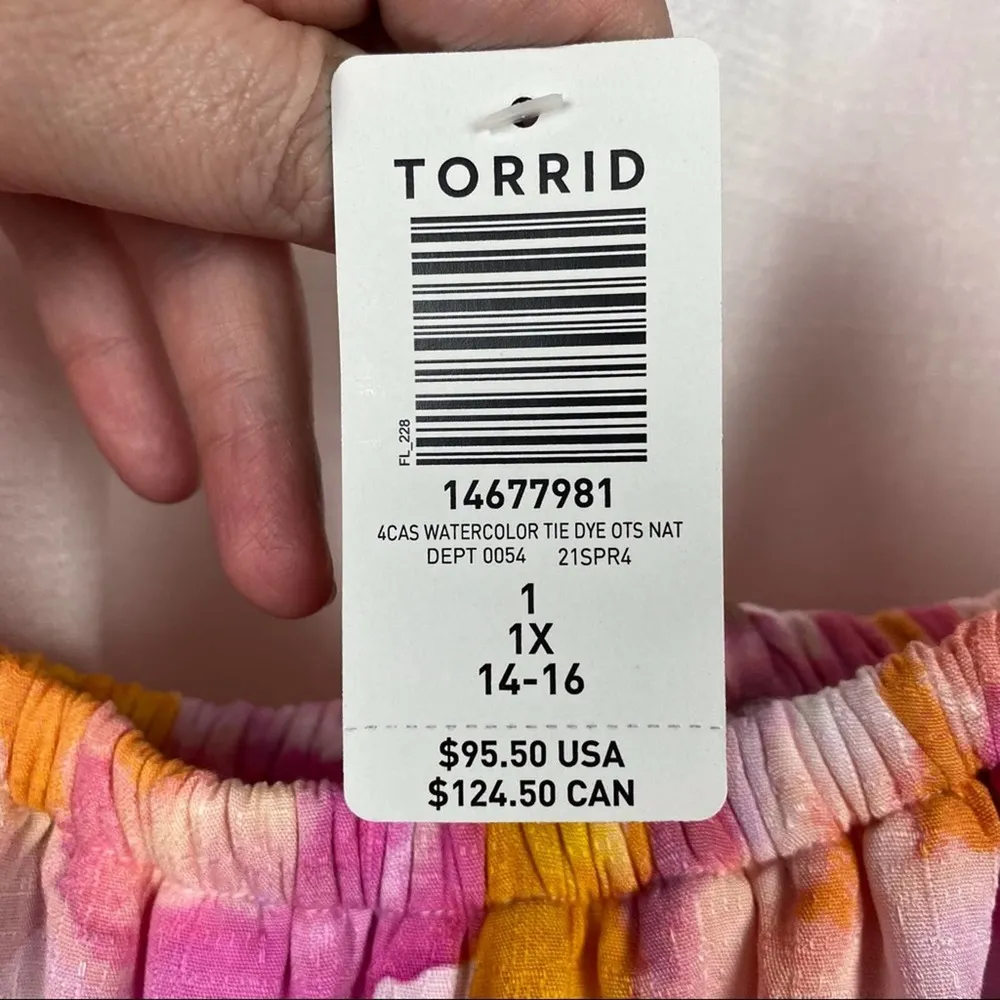 TORRID
FL_228
14677981
4CAS WATERCOLOR TIE DYE OTS NAT
DEPT 0054 21SPR4
1
1X
14-16
$95.50 USA
$124.50 CAN